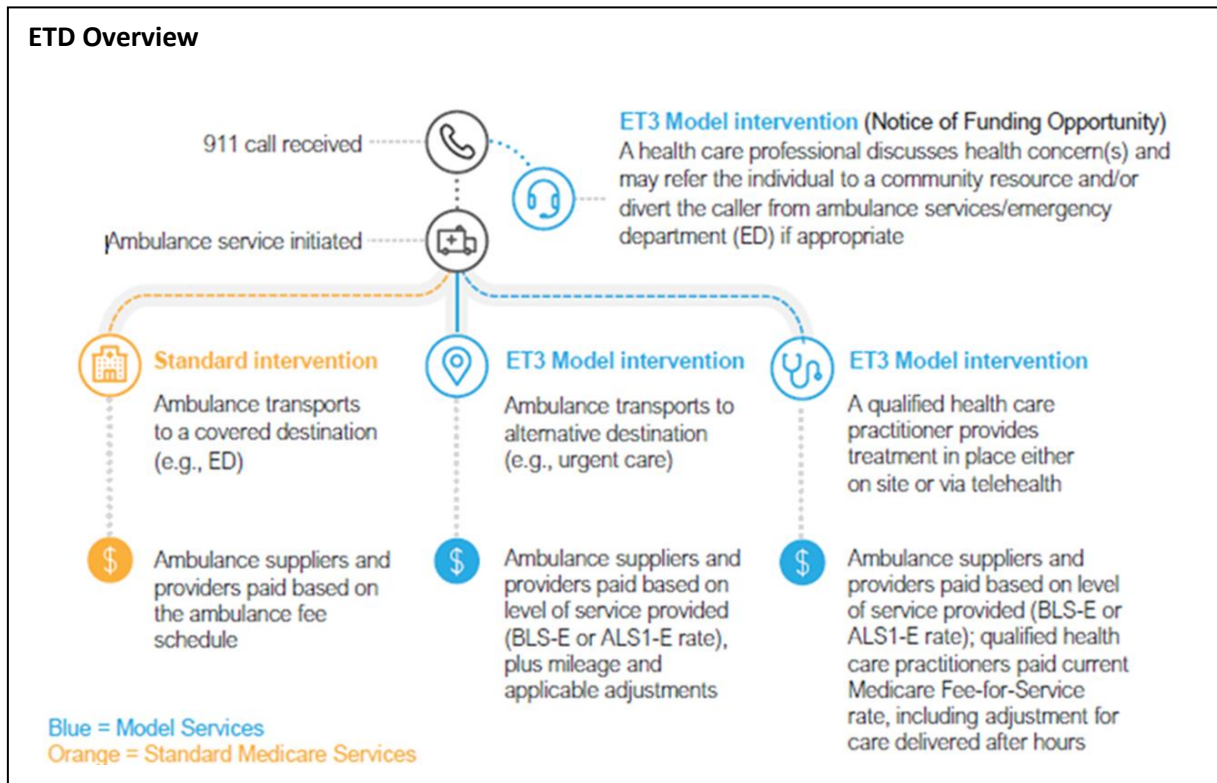 ETD Overview
911 call received
ET3 Model intervention (Notice of Funding Opportunity)
A health care professional discusses health concern(s) and
may refer the individual to a community resource and/or
divert the caller from ambulance services/emergency
department (ED) if appropriate
Ambulance service initiated
Standard intervention
Ambulance transports
to a covered destination
(e.g., ED)
$
Ambulance suppliers and
providers paid based on
the ambulance fee
schedule
ET3 Model intervention
Ambulance transports to
alternative destination
(e.g., urgent care)
$
Ambulance suppliers and
providers paid based on
level of service provided
(BLS-E or ALS1-E rate),
plus mileage and
applicable adjustments
ET3 Model intervention
A qualified health care
practitioner provides
treatment in place either
on site or via telehealth
$
Ambulance suppliers and
providers paid based on level
of service provided (BLS-E or
ALS1-E rate); qualified health
care practitioners paid current
Medicare Fee-for-Service
rate, including adjustment for
care delivered after hours
Blue = Model Services
Orange = Standard Medicare Services